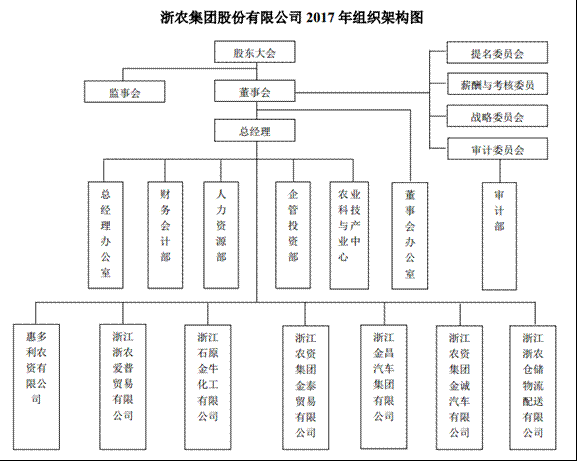 浙农集团股份有限公司 2017 年组织架构图
股东大会
监事会
董事会
总经理
提名委员会
薪酬与考核委员
战略委员会
审计委员会
总经理办公室
财务会计部
人力资源部
企管投资部
农业科技与产业中心
董事会办公室
审计部
惠多利农资有限公司
浙江浙农爱普贸易有限公司
浙江石原金牛化工有限公司
浙江农资集团金泰贸易有限公司
浙江金昌汽车集团有限公司
浙江农资集团金诚汽车有限公司
浙江浙农仓储物流配送有限公司